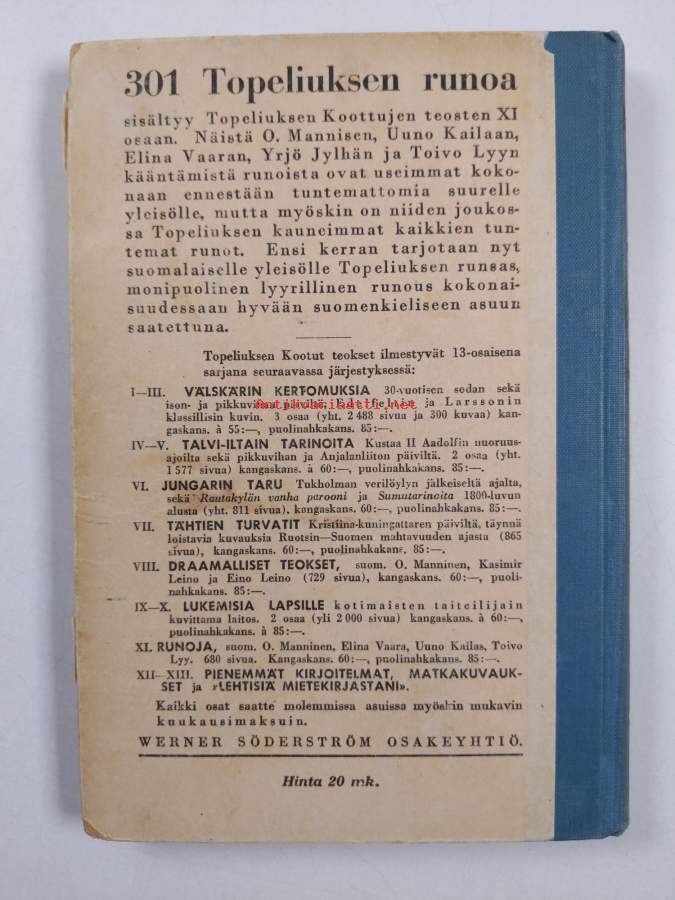 301 Topeliuksen runoa
sisältyy Topeliuksen Koottujen teosten XI
osaan. Näistä O. Mannisen, Uuno Kailaan,
Elina Vaaran, Yrjö Jylhän ja Toivo Lyyn
kääntämistä runoista ovat useimmat koko-
naan ennestään tuntemattomia suurelle
yleisölle, mutta myöskin on niiden joukos-
sa Topeliuksen kauneimmat kaikkien tun-
temat runot. Ensi kerran tarjotaan nyt
suomalaiselle yleisölle Topeliuksen runsas,
monipuolinen lyyrillinen runous kokonai-
suudessaan hyvään suomenkieliseen asuun
saatettuna.
Topeliuksen Kootut teokset ilmestyvät 13-osaisena
sarjana seuraavassa järjestyksessä:
I—III. VÄLSKÄRIN KERTOMUKSIA 30-vuotisen sodan sekä
ison- ja pikkuvihan päiviltä. Edelfeltin ja Larssonin
klassillisin kuvin. 3 osaa (yht. 2 488 sivua ja 300 kuvaa) kan-
gaskans. à 55:—, puolinahkakans. 85:—.
IV—V. TALVI-ILTAIN TARINOITA Kustaa II Aadolfin nuoruus-
ajoilta sekä pikkuvihan ja Anjalanliiton päiviltä. 2 osaa (yht.
1 577 sivua) kangaskans. à 60:—, puolinahkakans. 85:—.
VI. JUNGARIN TARU Tukholman verilöylyn jälkeiseltä ajalta,
sekä Rautakylän vanha parooni ja Sumutarinoita 1800-luvun
alusta (yht. 811 sivua). kangaskans. 60:—, puolinahkakans. 85:—.
VII. TÄHTIEN TURVATIT Kristiina-kuningattaren päiviltä, täynnä
loistavia kuvauksia Ruotsin—Suomen mahtavuuden ajasta (865
sivua), kangaskans. 60:—, puolinahkakans. 85:—.
VIII. DRAAMALLISET TEOKSET, suom. O. Manninen, Kasimir
Leino ja Eino Leino (729 sivua), kangaskans. 60:—, puoli-
nahkakans. 85:—.
IX—X. LUKEMISIA LAPSILLE kotimaisten taiteilijain
kuvittama laitos. 2 osaa (yli 2 000 sivua) kangaskans. à 60:—,
puolinahkakans. à 85:—.
XI. RUNOJA, suom. O. Manninen, Elina Vaara, Uuno Kailas, Toivo
Lyy. 680 sivua. Kangaskans. 60:—, puolinahkakans. 85:—.
XII—XIII. PIENEMMÄT KIRJOITELMAT, MATKAKUVAUK-
SET ja »LEHTISIÄ MIETEKIRJASTANI».
Kaikki osat saatte molemmissa asuissa myöskin mukavin
kuukausimaksuin.
WERNER SÖDERSTRÖM OSAKEYHTIÖ.
Hinta 20 mk.
antikvariaatti.net